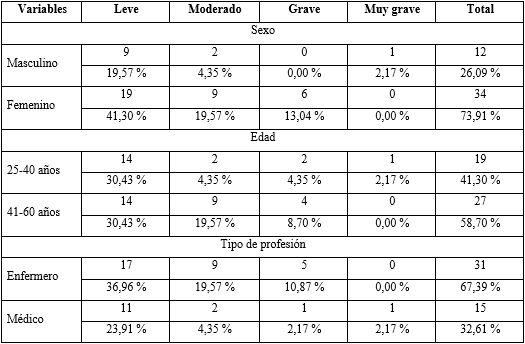 Variables Leve Moderado Grave Muy grave Total
Sexo
Masculino 9 2 0 1 12
19,57 % 4,35 % 0,00 % 2,17 % 26,09 %
Femenino 19 9 6 0 34
41,30 % 19,57 % 13,04 % 0,00 % 73,91 %
Edad
25-40 años 14 2 2 1 19
30,43 % 4,35 % 4,35 % 2,17 % 41,30 %
41-60 años 14 9 4 0 27
30,43 % 19,57 % 8,70 % 0,00 % 58,70 %
Tipo de profesión
Enfermero 17 9 5 0 31
36,96 % 19,57 % 10,87 % 0,00 % 67,39 %
Médico 11 2 1 1 15
23,91 % 4,35 % 2,17 % 2,17 % 32,61 %